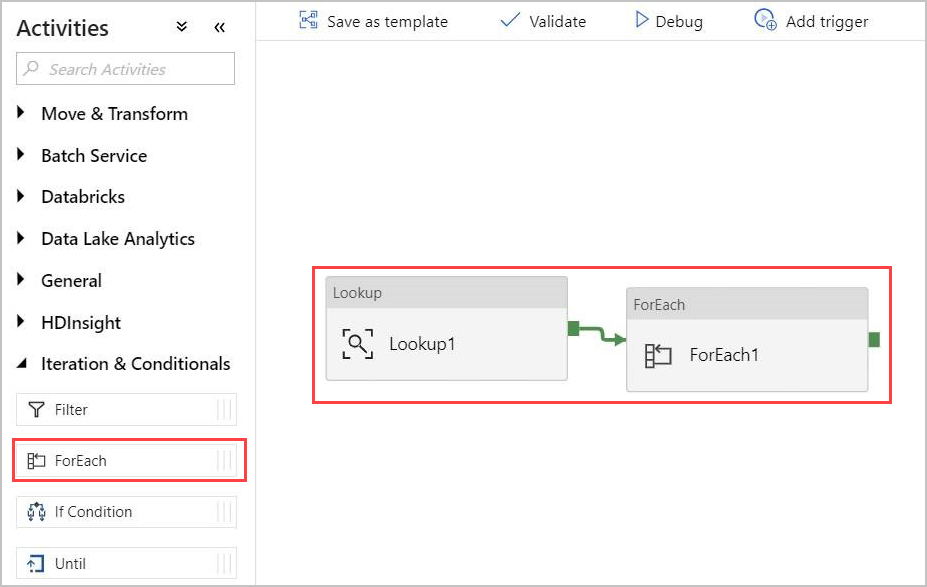 Activities
Search Activities
Move & Transform
Batch Service
Databricks
Data Lake Analytics
General
HDInsight
Iteration & Conditionals
Filter
ForEach
If Condition
Until
Save as template
Validate
Debug
Add trigger
Lookup
Lookup1
ForEach
ForEach1